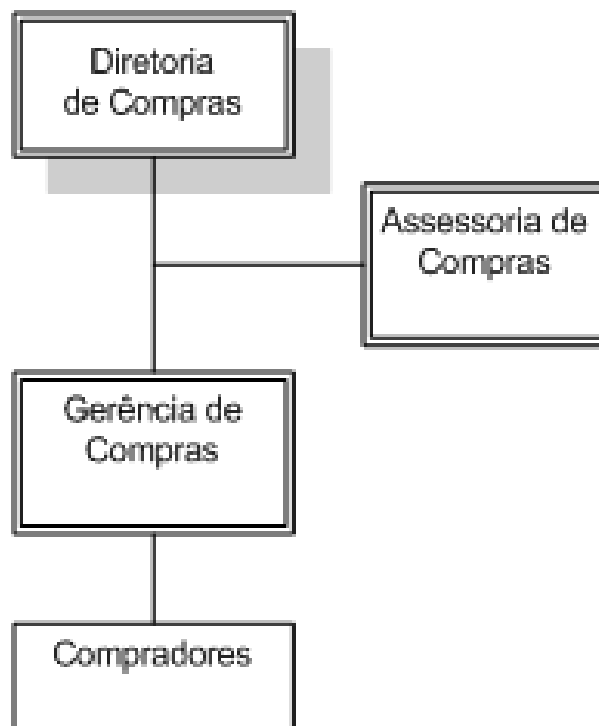 Diretoria
de Compras
Assessoria de
Compras
Gerência de
Compras
Compradores